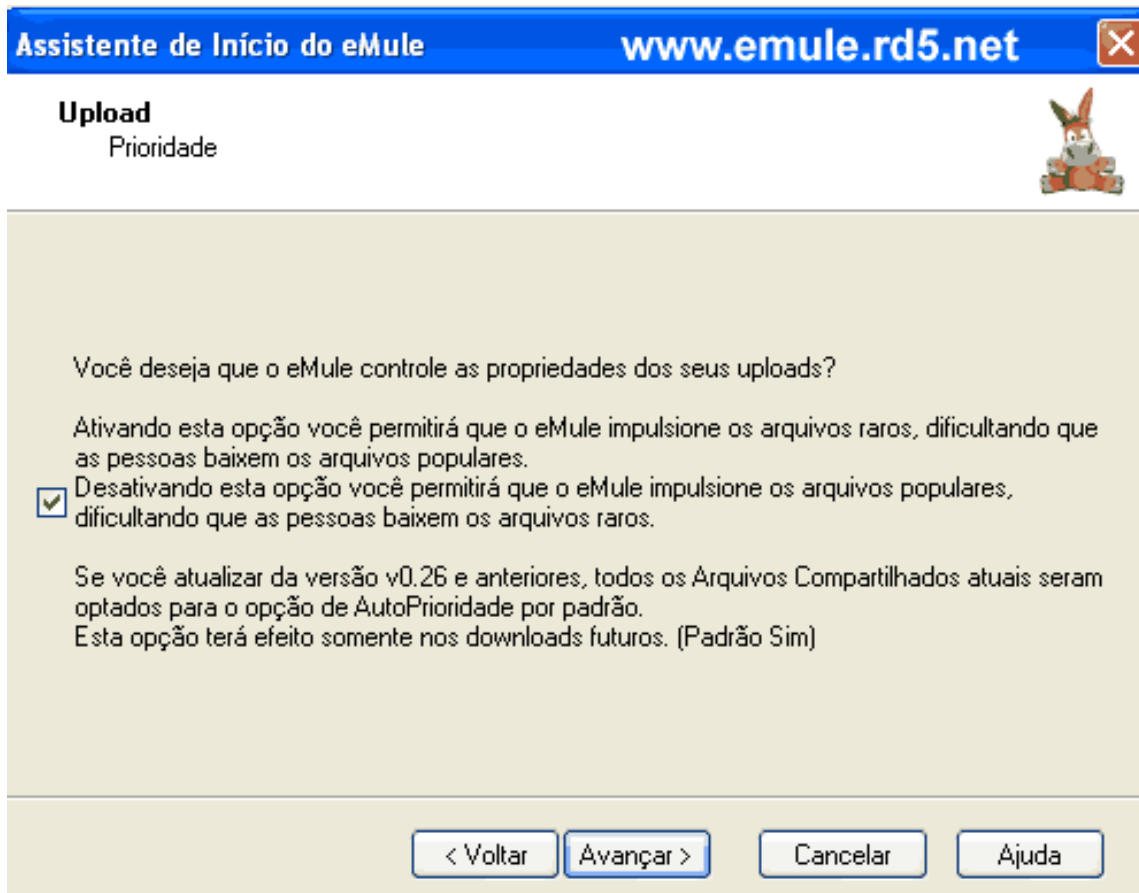 Assistente de Início do eMule
www.emule.rd5.net
Upload
Prioridade
Você deseja que o eMule controle as propriedades dos seus uploads?
Ativando esta opção você permitirá que o eMule impulsione os arquivos raros, dificultando que
as pessoas baixem os arquivos populares.
Desativando esta opção você permitirá que o eMule impulsione os arquivos populares,
dificultando que as pessoas baixem os arquivos raros.
Se você atualizar da versão v0.26 e anteriores, todos os Arquivos Compartilhados atuais seram
optados para o opção de AutoPrioridade por padrão.
Esta opção terá efeito somente nos downloads futuros. (Padrão Sim)
< Voltar
Avançar >
Cancelar
Ajuda